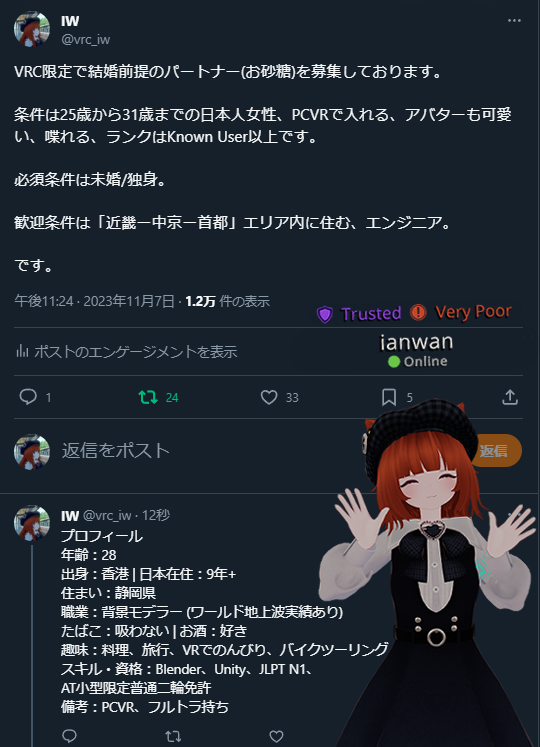 IW
@vrc_iw
VRC限定で結婚前提のパートナー(お砂糖)を募集しております。
条件は25歳から31歳までの日本人女性、PCVRで入れる、アバターも可愛
い、喋れる、ランクはKnown User以上です。
必須条件は未婚/独身。
歓迎条件は「近畿ー中京ー首都」エリア内に住む、エンジニア。
です。
午後11:24 · 2023年11月7日 · 1.2万 件の表示
Trusted Very Poor
ianwan
Online
ポストのエンゲージメントを表示
1 24 33 5
返信をポスト
返信
IW @vrc_iw · 12秒
プロフィール
年齢：28
出身：香港 | 日本在住：9年+
住まい：静岡県
職業：背景モデラー (ワールド地上波実績あり)
たばこ：吸わない | お酒：好き
趣味：料理、旅行、VRでのんびり、バイクツーリング
スキル・資格：Blender、Unity、JLPT N1、
AT小型限定普通二輪免許
備考：PCVR、フルトラ持ち